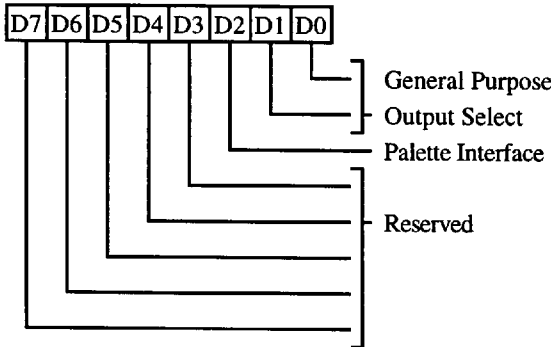 D7 D6 D5 D4 D3 D2 D1 D0
General Purpose
Output Select
Palette Interface
Reserved